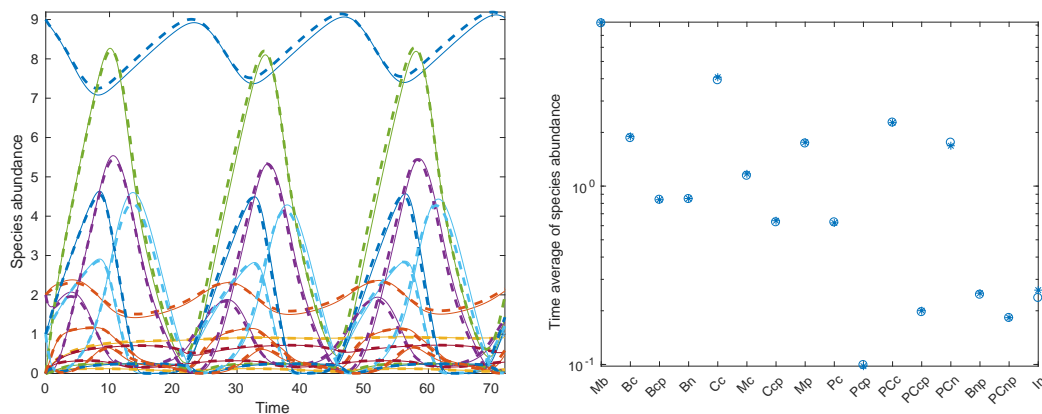 Species abundance
9
8
7
6
5
4
3
2
1
0
0 10 20 30 40 50 60 70
Time
Time average of species abundance
10^0
10^-1
Mb Bc Bcp Bn Cc Mc Ccp Mp Pc Pcp PCc PCcp PCn Bnp PCnp In